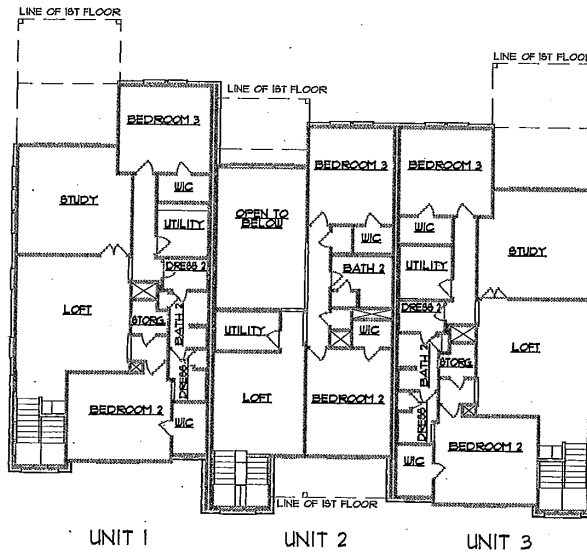 LINE OF 1ST FLOOR
BEDROOM 3
STUDY
WIC
UTILITY
DRESS 2
LOFT
STORG.
BATH 2
DRESS
BEDROOM 2
WIC
UNIT 1
LINE OF 1ST FLOOR
BEDROOM 3
OPEN TO
BELOW
WIC
BATH 2
UTILITY
WIC
LOFT
BEDROOM 2
LINE OF 1ST FLOOR
UNIT 2
LINE OF 1ST FLOOR
BEDROOM 3
WIC
STUDY
UTILITY
DRESS 2
LOFT
BATH
STORG.
DRESS
BEDROOM 2
WIC
UNIT 3